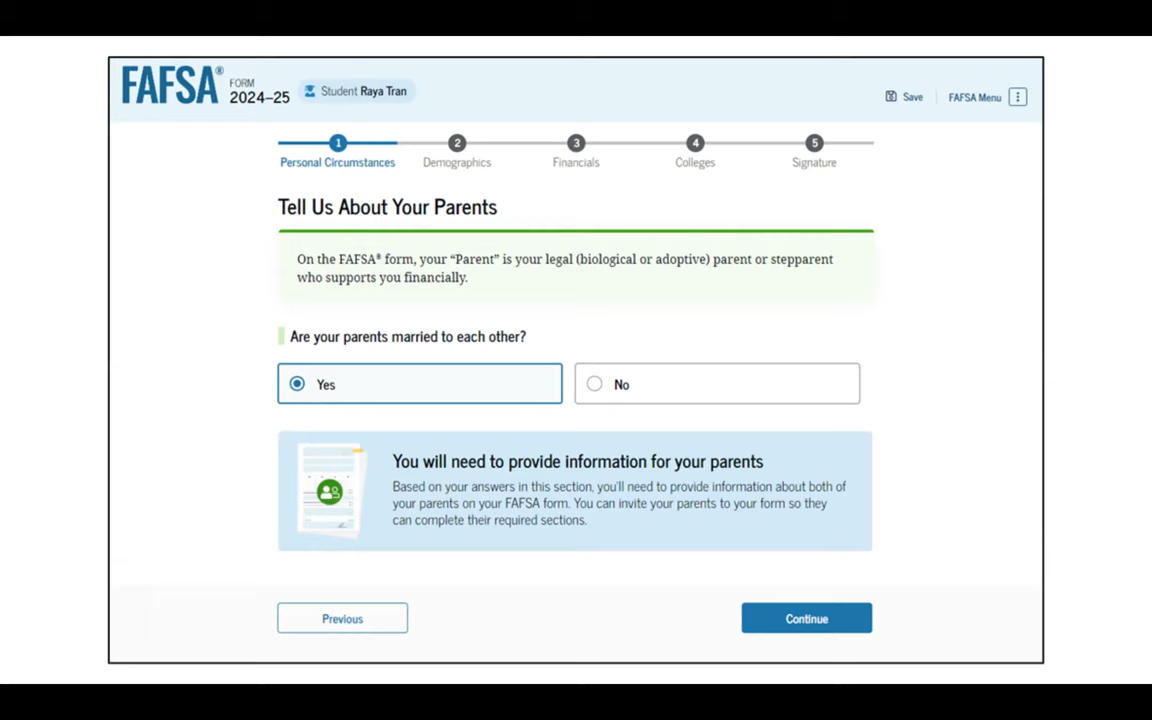 FAFSA®
FORM
2024–25
Student Raya Tran
Save
FAFSA Menu
1
2
3
4
5
Personal Circumstances
Demographics
Financials
Colleges
Signature
Tell Us About Your Parents
On the FAFSA® form, your “Parent” is your legal (biological or adoptive) parent or stepparent
who supports you financially.
Are your parents married to each other?
Yes
No
You will need to provide information for your parents
Based on your answers in this section, you'll need to provide information about both of
your parents on your FAFSA form. You can invite your parents to your form so they
can complete their required sections.
Previous
Continue